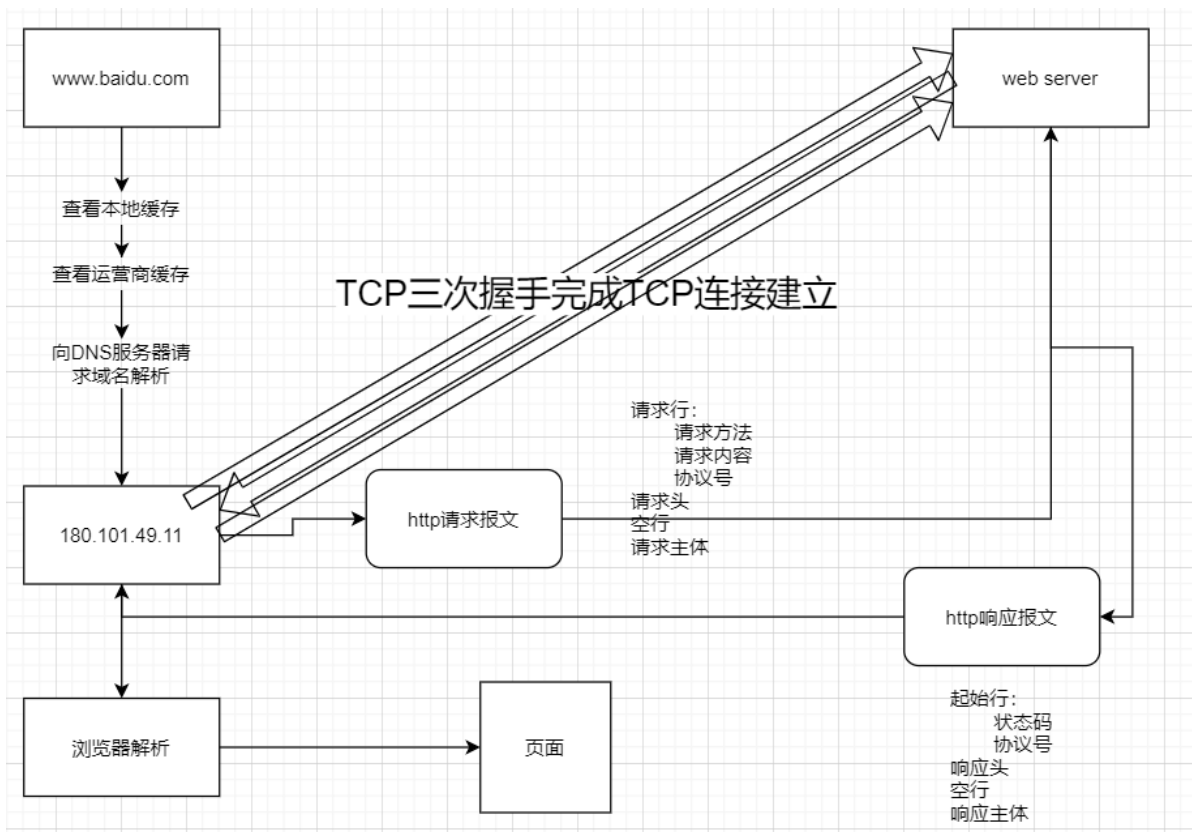 www.baidu.com
web server
查看本地缓存
查看运营商缓存
TCP三次握手完成TCP连接建立
向DNS服务器请
求域名解析
请求行：
请求方法
请求内容
协议号
请求头
空行
请求主体
180.101.49.11
http请求报文
http响应报文
起始行：
状态码
协议号
响应头
空行
响应主体
浏览器解析
页面